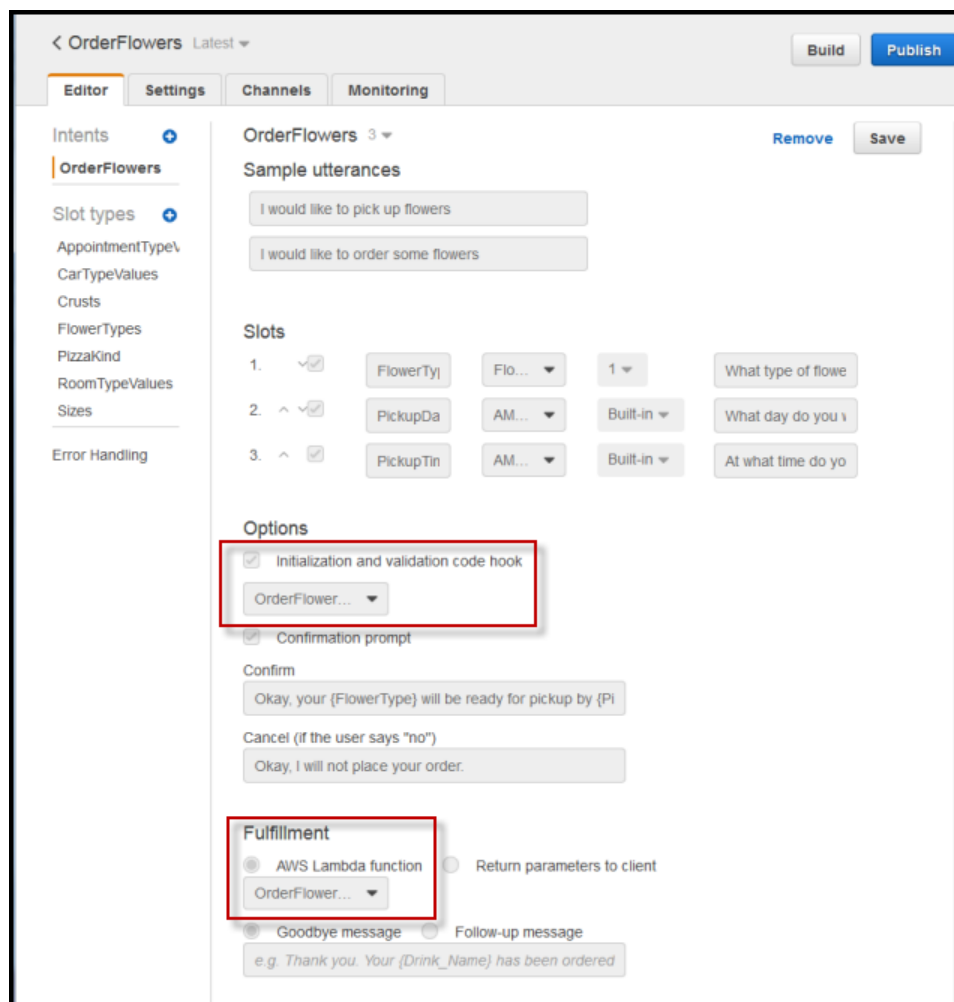 OrderFlowers Latest
Build Publish
Editor Settings Channels Monitoring
Intents
OrderFlowers
Slot types
AppointmentTypeV
CarTypeValues
Crusts
FlowerTypes
PizzaKind
RoomTypeValues
Sizes
Error Handling
OrderFlowers 3
Remove Save
Sample utterances
I would like to pick up flowers
I would like to order some flowers
Slots
1. FlowerTyp Flo... 1 What type of flowe
2. PickupDa AM... Built-in What day do you w
3. PickupTim AM... Built-in At what time do yo
Options
Initialization and validation code hook
OrderFlower...
Confirmation prompt
Confirm
Okay, your {FlowerType} will be ready for pickup by {Pi
Cancel (if the user says "no")
Okay, I will not place your order.
Fulfillment
AWS Lambda function Return parameters to client
OrderFlower...
Goodbye message Follow-up message
e.g. Thank you. Your {Drink_Name} has been ordered